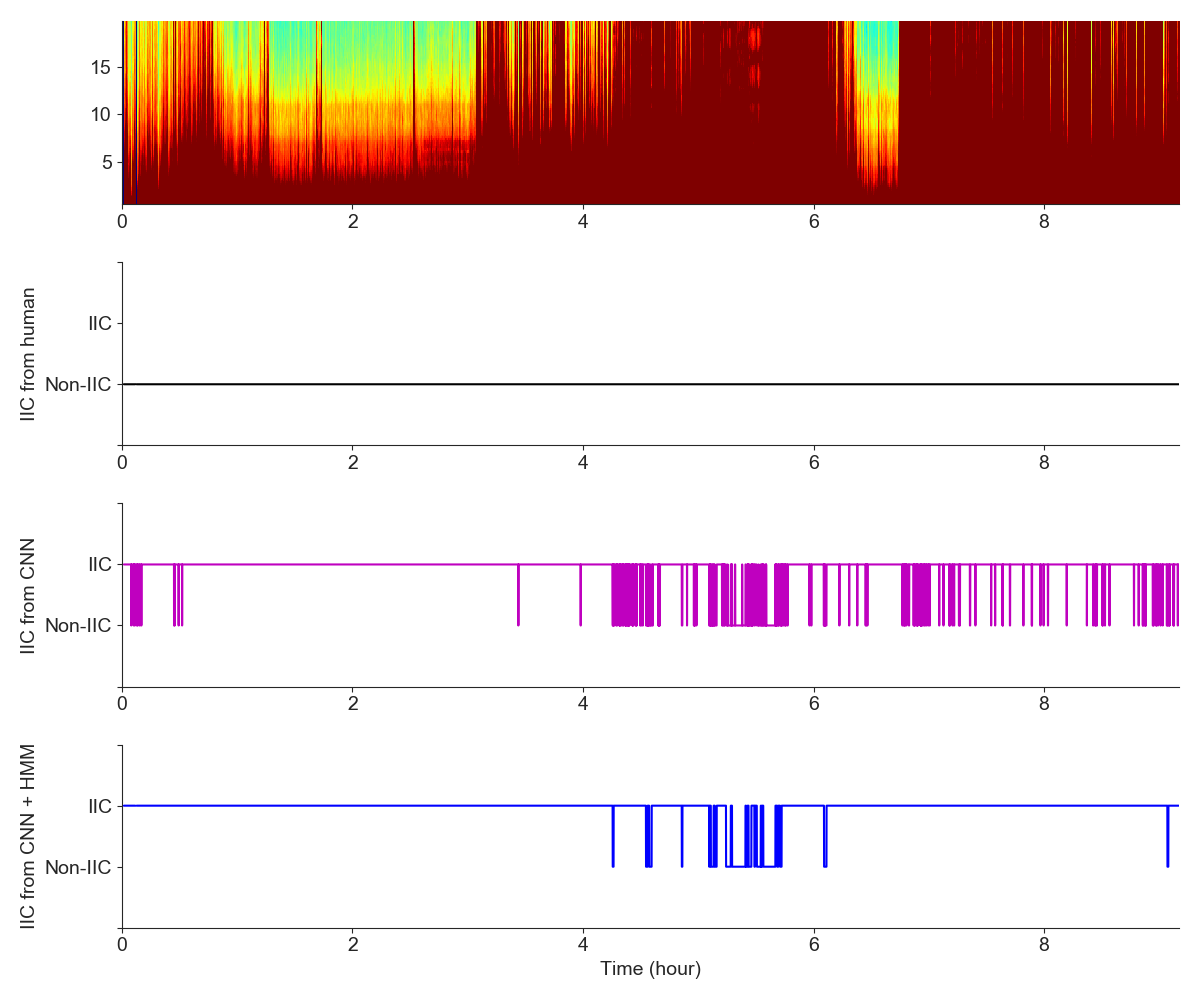 15
10
5
0 2 4 6 8
IIC from human
IIC
Non-IIC
0 2 4 6 8
IIC from CNN
IIC
Non-IIC
0 2 4 6 8
IIC from CNN + HMM
IIC
Non-IIC
0 2 4 6 8
Time (hour)